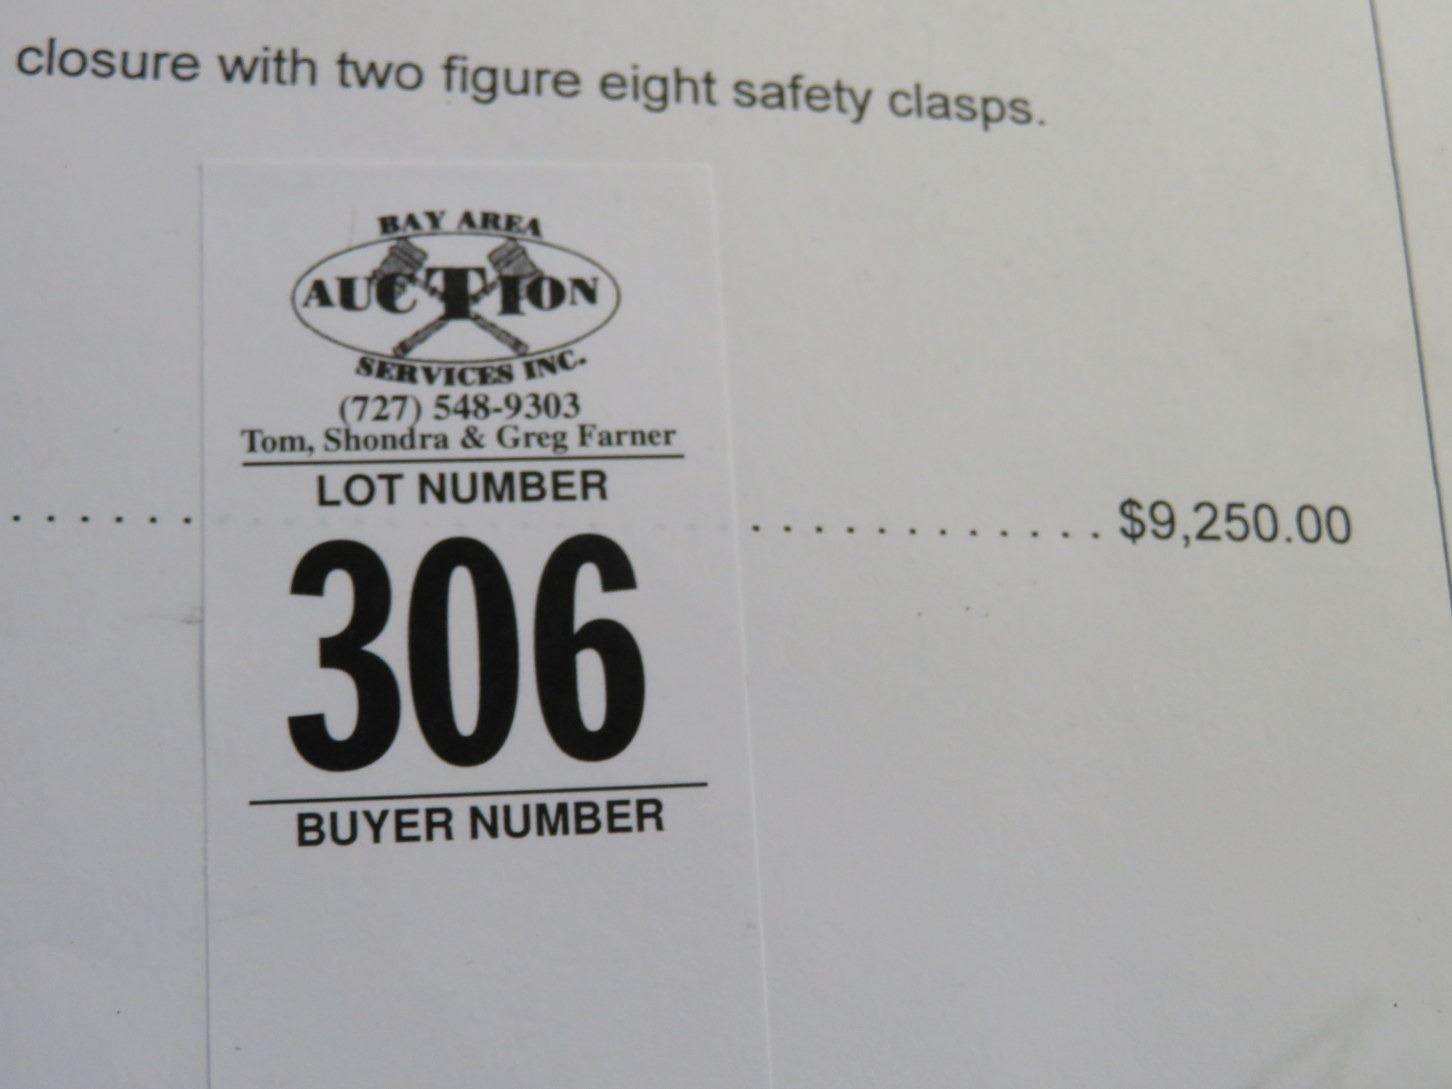 closure with two figure eight safety clasps.
BAY AREA
AUCTION
SERVICES INC.
(727) 548-9303
Tom, Shondra & Greg Farner
LOT NUMBER
...... ............. $9,250.00
306
BUYER NUMBER